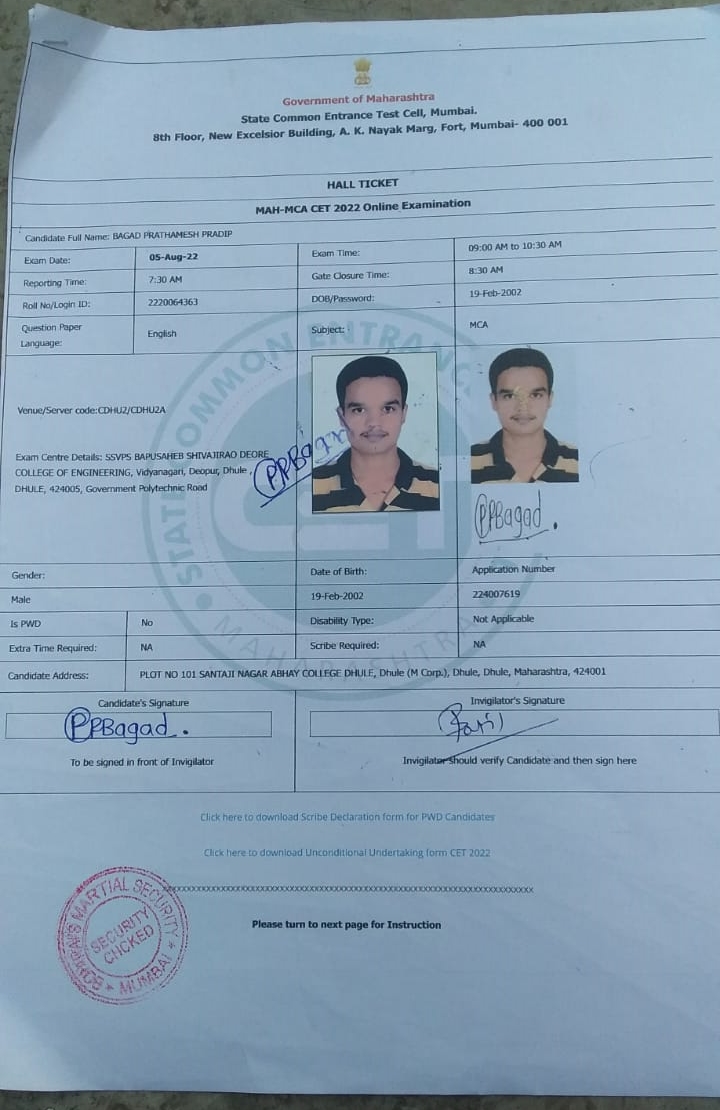 Government of Maharashtra
State Common Entrance Test Cell, Mumbai.
8th Floor, New Excelsior Building, A. K. Nayak Marg, Fort, Mumbai- 400 001
HALL TICKET
MAH-MCA CET 2022 Online Examination
Candidate Full Name: BAGAD PRATHAMESH PRADIP
Exam Date: 05-Aug-22 Exam Time: 09:00 AM to 10:30 AM
Reporting Time: 7:30 AM Gate Closure Time: 8:30 AM
Roll No/Login ID: 2220064363 DOB/Password: 19-Feb-2002
Question Paper Language: English Subject: MCA
STATE COMMON ENTRANCE
CET
MAHARASHTRA
Venue/Server code:CDHU2/CDHU2A
Exam Centre Details: SSVPS BAPUSAHEB SHIVAJIRAO DEORE
COLLEGE OF ENGINEERING, Vidyanagari, Deopur, Dhule ,
DHULE, 424005, Government Polytechnic Road
PPBagad
PPBagad.
Gender: Date of Birth: Application Number
Male 19-Feb-2002 224007619
Is PWD No Disability Type: Not Applicable
Extra Time Required: NA Scribe Required: NA
Candidate Address: PLOT NO 101 SANTAJI NAGAR ABHAY COLLEGE DHULE, Dhule (M Corp.), Dhule, Dhule, Maharashtra, 424001
Candidate's Signature Invigilator's Signature
PPBagad.
To be signed in front of Invigilator Invigilator should verify Candidate and then sign here
Click here to download Scribe Declaration form for PWD Candidates
Click here to download Unconditional Undertaking form CET 2022
Please turn to next page for Instruction
MARTIAL SECURITY
SECURITY
CHCKED
MUMBAI